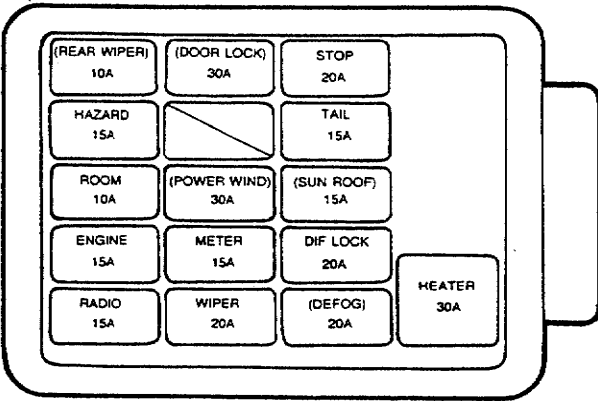 (REAR WIPER)
10A
(DOOR LOCK)
30A
STOP
20A
HAZARD
15A
TAIL
15A
ROOM
10A
(POWER WIND)
30A
(SUN ROOF)
15A
ENGINE
15A
METER
15A
DIF LOCK
20A
HEATER
30A
RADIO
15A
WIPER
20A
(DEFOG)
20A